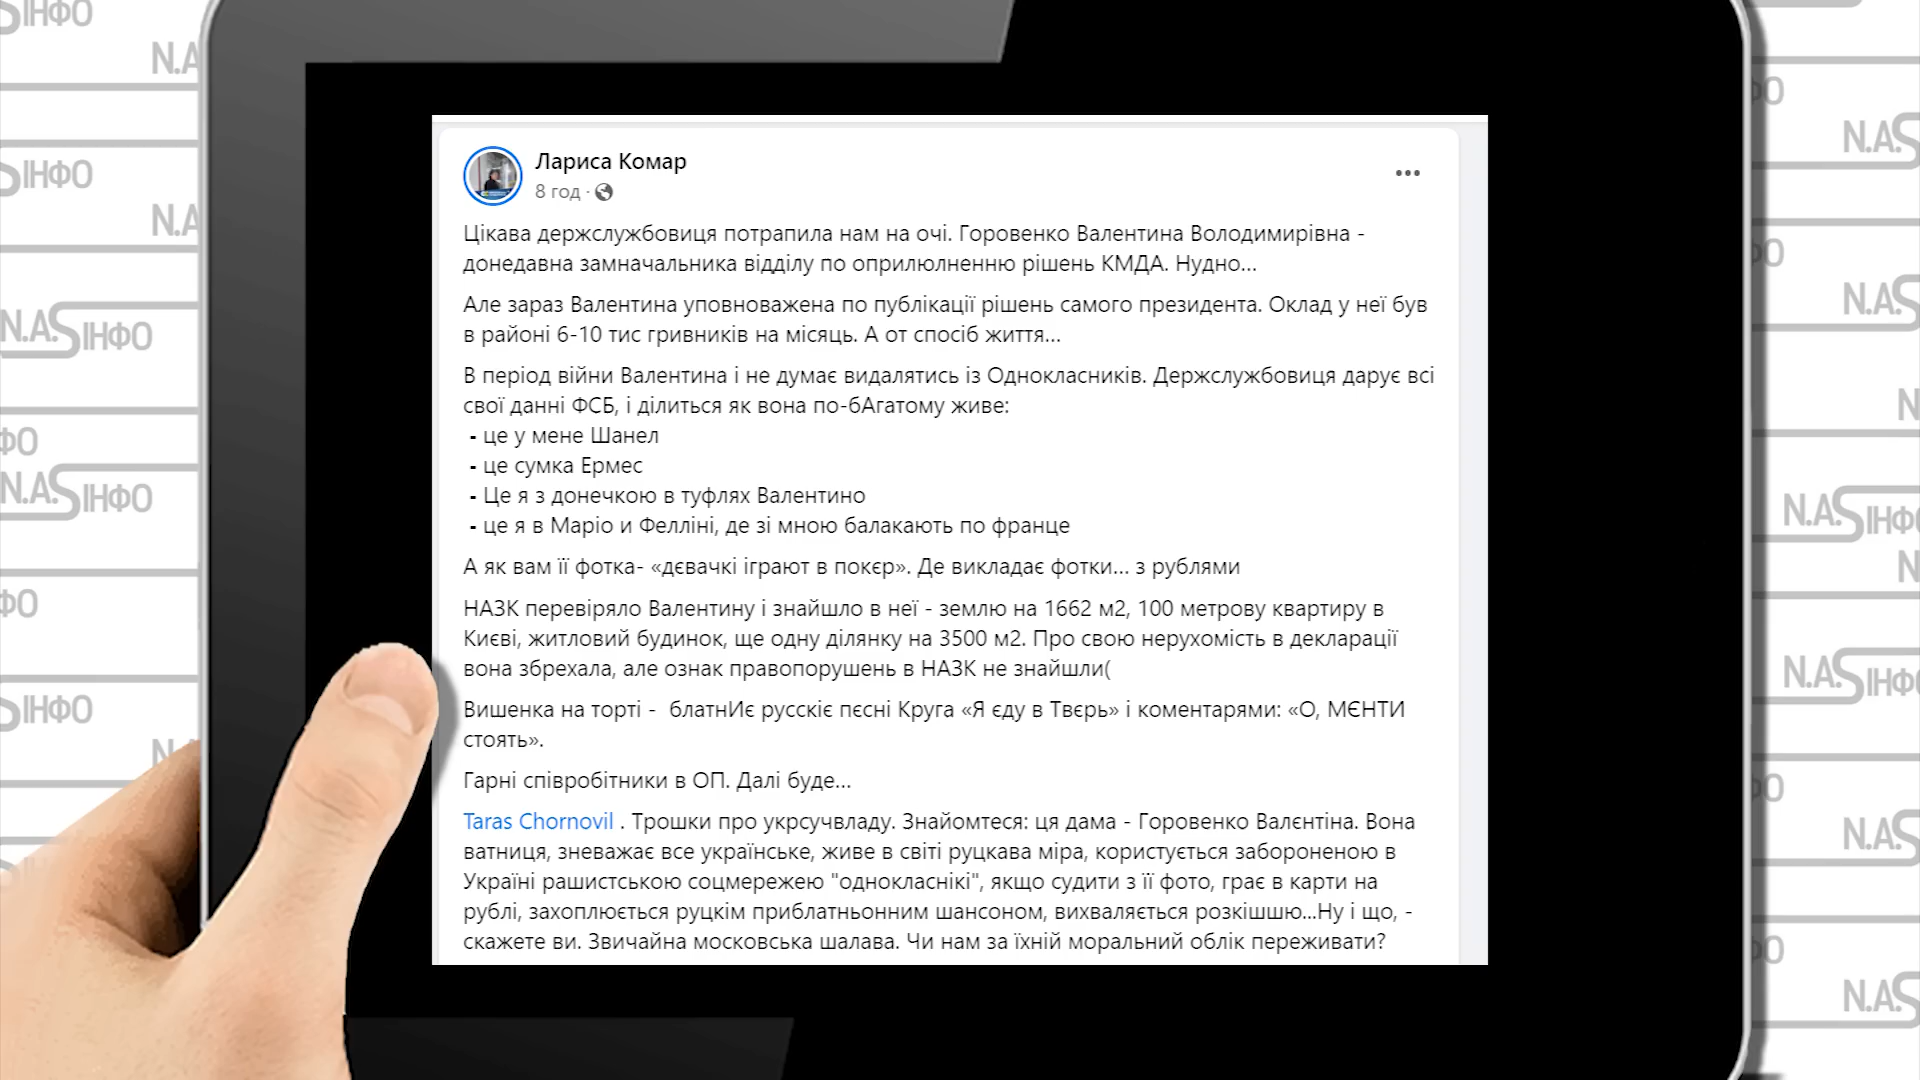 Лариса Комар
8 год ·
Цікава держслужбовиця потрапила нам на очі. Горовенко Валентина Володимирівна -
донедавна замначальника відділу по оприлюлненню рішень КМДА. Нудно...
Але зараз Валентина уповноважена по публікації рішень самого президента. Оклад у неї був
в районі 6-10 тис гривників на місяць. А от спосіб життя...
В період війни Валентина і не думає видалятись із Однокласників. Держслужбовиця дарує всі
свої данні ФСБ, і ділиться як вона по-бАгатому живе:
- це у мене Шанел
- це сумка Ермес
- Це я з донечкою в туфлях Валентино
- це я в Маріо и Фелліні, де зі мною балакають по франце
А як вам її фотка- «дєвачкі іграют в покєр». Де викладає фотки... з рублями
НАЗК перевіряло Валентину і знайшло в неї - землю на 1662 м2, 100 метрову квартиру в
Києві, житловий будинок, ще одну ділянку на 3500 м2. Про свою нерухомість в декларації
вона збрехала, але ознак правопорушень в НАЗК не знайшли(
Вишенка на торті - блатнИє русскіє пєсні Круга «Я єду в Твєрь» і коментарями: «О, МЄНТИ
стоять».
Гарні співробітники в ОП. Далі буде...
Taras Chornovil . Трошки про укрсучвладу. Знайомтеся: ця дама - Горовенко Валєнтіна. Вона
ватниця, зневажає все українське, живе в світі руцкава міра, користується забороненою в
Україні рашистською соцмережею "однокласнікі", якщо судити з її фото, грає в карти на
рублі, захоплюється руцкім приблатньонним шансоном, вихваляється розкішшю...Ну і що, -
скажете ви. Звичайна московська шалава. Чи нам за їхній моральний облік переживати?
N.A.SІНФО
N.A.SІНФО
N.A.SІНФО
N.A.SІНФО